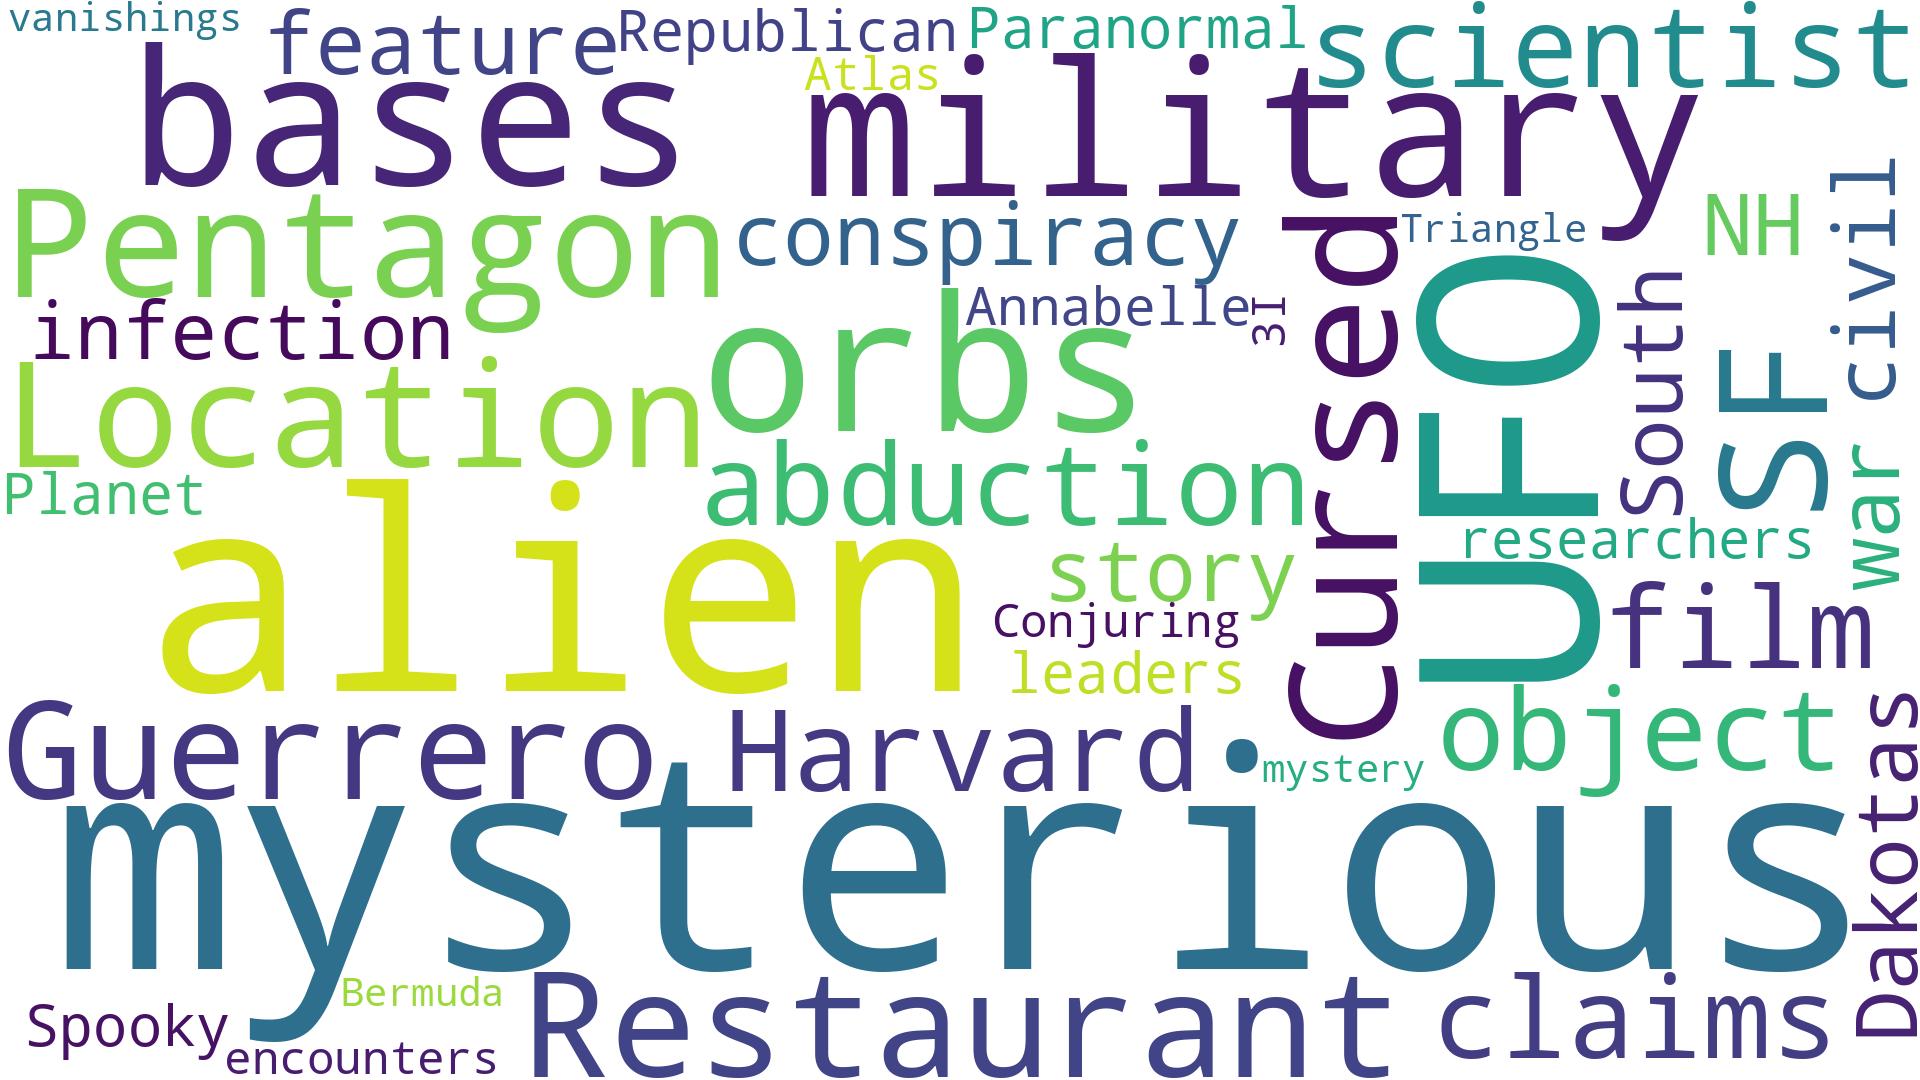 vanishings
feature
Republican
Paranormal
scientist
bases
Atlas
military
Pentagon
conspiracy
Cursed
Triangle
NH
civil
infection
Annabelle
3I
orbs
UFO
South
SF
Location
abduction
war
Planet
alien
story
researchers
Conjuring
film
leaders
Guerrero
Harvard
object
mystery
Dakotas
mysterious
Spooky
Bermuda
encounters
Restaurant
claims